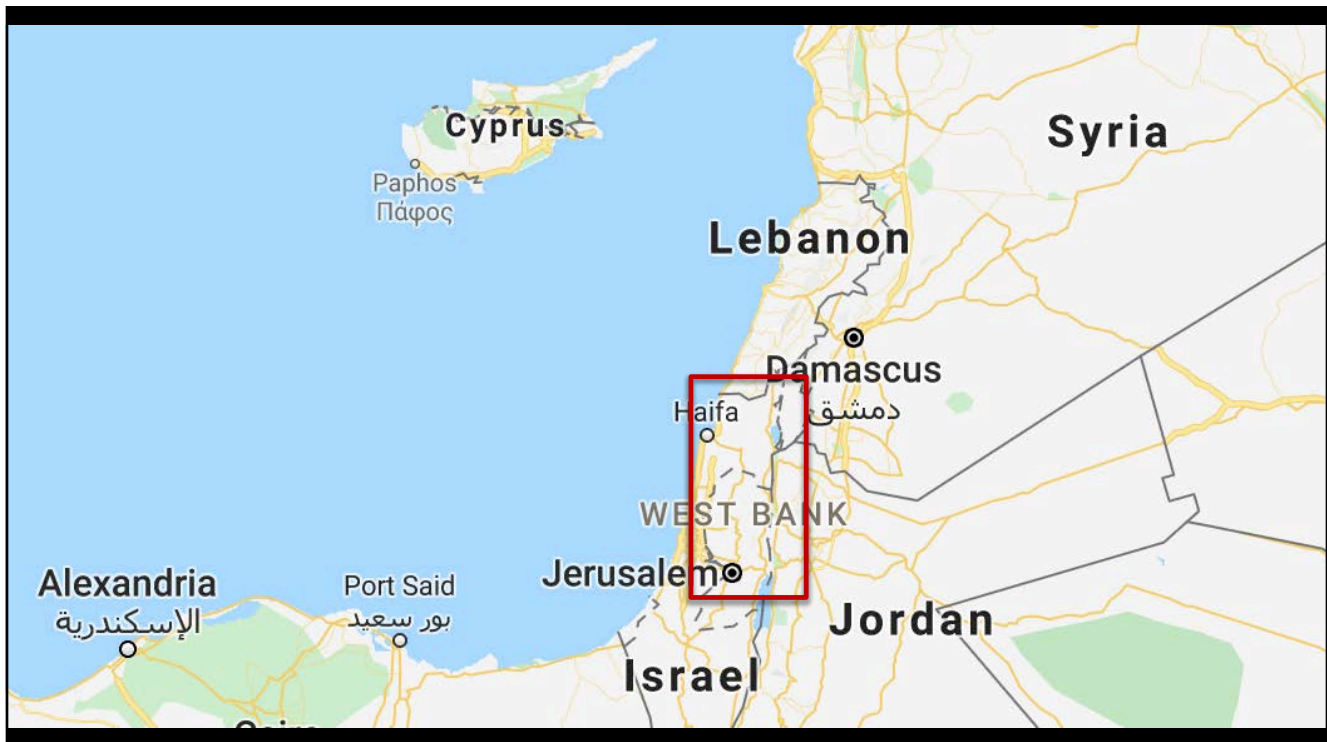 Cyprus
Syria
Paphos
Πάφος
Lebanon
Damascus
دمشق
Haifa
WEST BANK
Jerusalem
Alexandria
الإسكندرية
Port Said
بور سعيد
Jordan
Israel